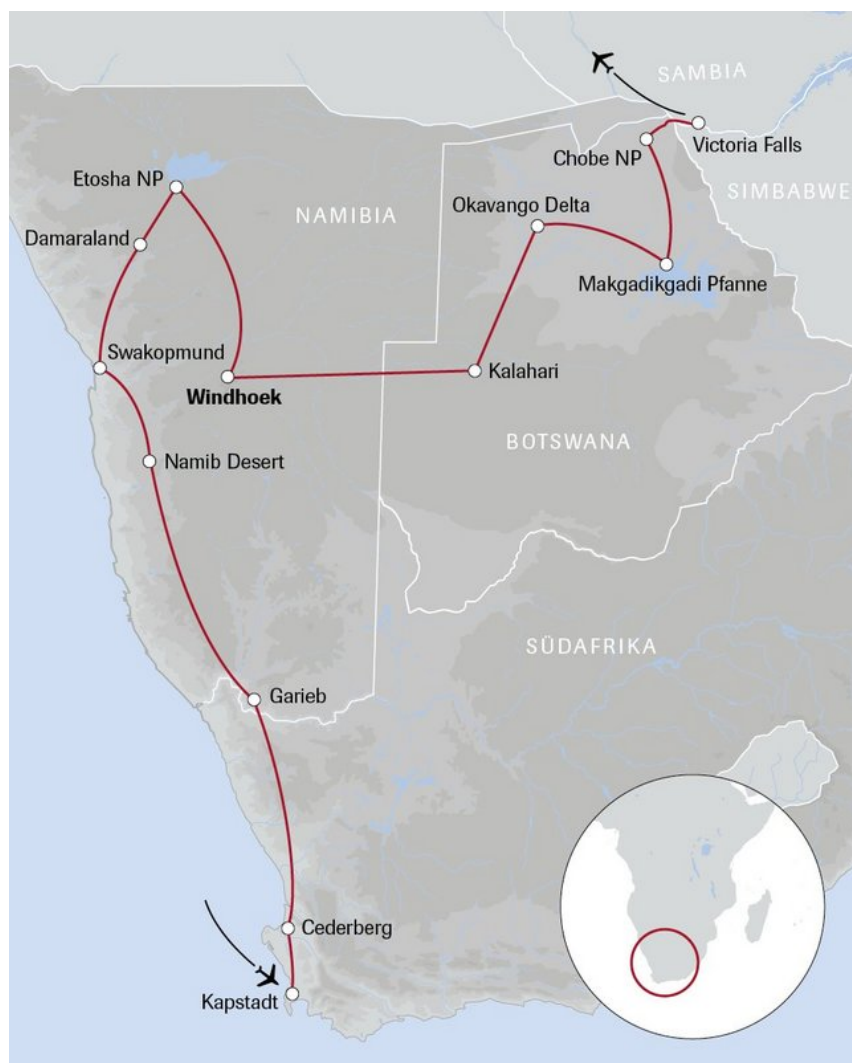 SAMBIA
Victoria Falls
Chobe NP
SIMBABWE
Etosha NP
Okavango Delta
NAMIBIA
Damaraland
Makgadikgadi Pfanne
Swakopmund
Kalahari
Windhoek
BOTSWANA
Namib Desert
SÜDAFRIKA
Garieb
Cederberg
Kapstadt